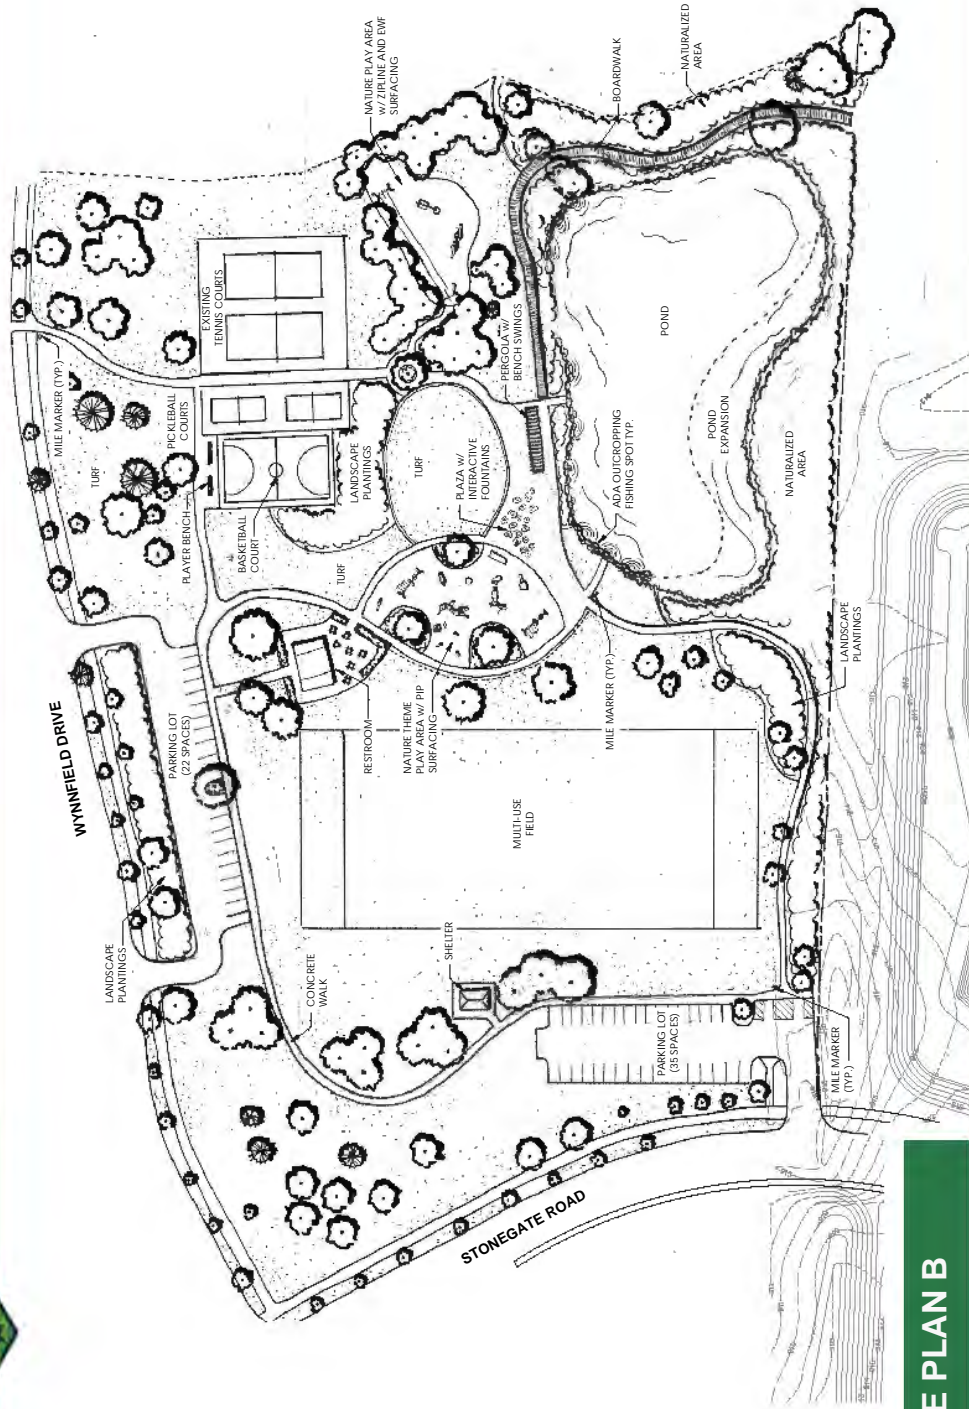 WYNNFIELD DRIVE
LANDSCAPE
PLANTINGS
PARKING LOT
(22 SPACES)
MILE MARKER (TYP.)
TURF
PLAYER BENCH
PICKLEBALL
COURTS
EXISTING
TENNIS COURTS
NATURE PLAY AREA
W/ ZIPLINE AND EWF
SURFACING
BASKETBALL
COURT
CONCRETE
WALK
TURF
LANDSCAPE
PLANTINGS
RESTROOM
TURF
NATURE THEME
PLAY AREA w/ PIP
SURFACING
PLAZA w/
INTERACTIVE
FOUNTAINS
PERGOLA w/
BENCH SWINGS
SHELTER
MULTI-USE
FIELD
MILE MARKER (TYP.)
ADA OUTCROPPING
FISHING SPOT TYP.
BOARDWALK
NATURALIZED
AREA
POND
POND
EXPANSION
PARKING LOT
(35 SPACES)
NATURALIZED
AREA
STONEGATE ROAD
MILE MARKER
(TYP.)
LANDSCAPE
PLANTINGS
E PLAN B